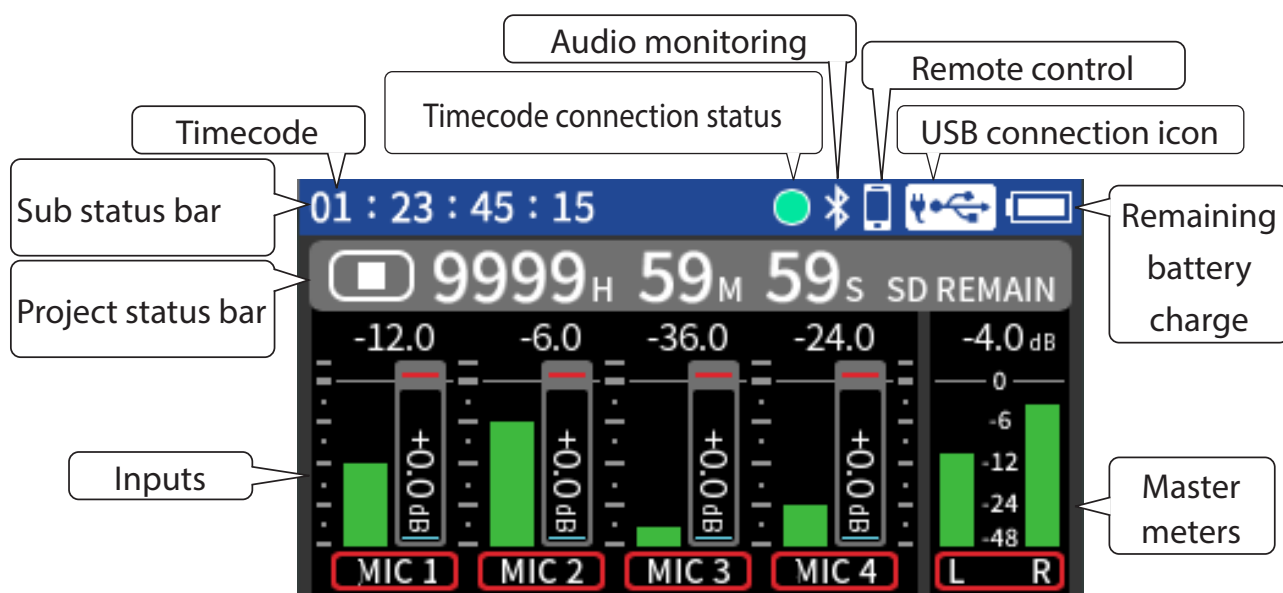 Audio monitoring
Remote control
Timecode connection status
USB connection icon
Timecode
Sub status bar
01 : 23 : 45 : 15
Remaining
battery
charge
Project status bar
9999H 59M 59S SD REMAIN
-12.0 -6.0 -36.0 -24.0 -4.0 dB
0
-6
+0.0dB +0.0dB +0.0dB +0.0dB
-12
-24
-48
Inputs
Master
meters
MIC 1 MIC 2 MIC 3 MIC 4 L R